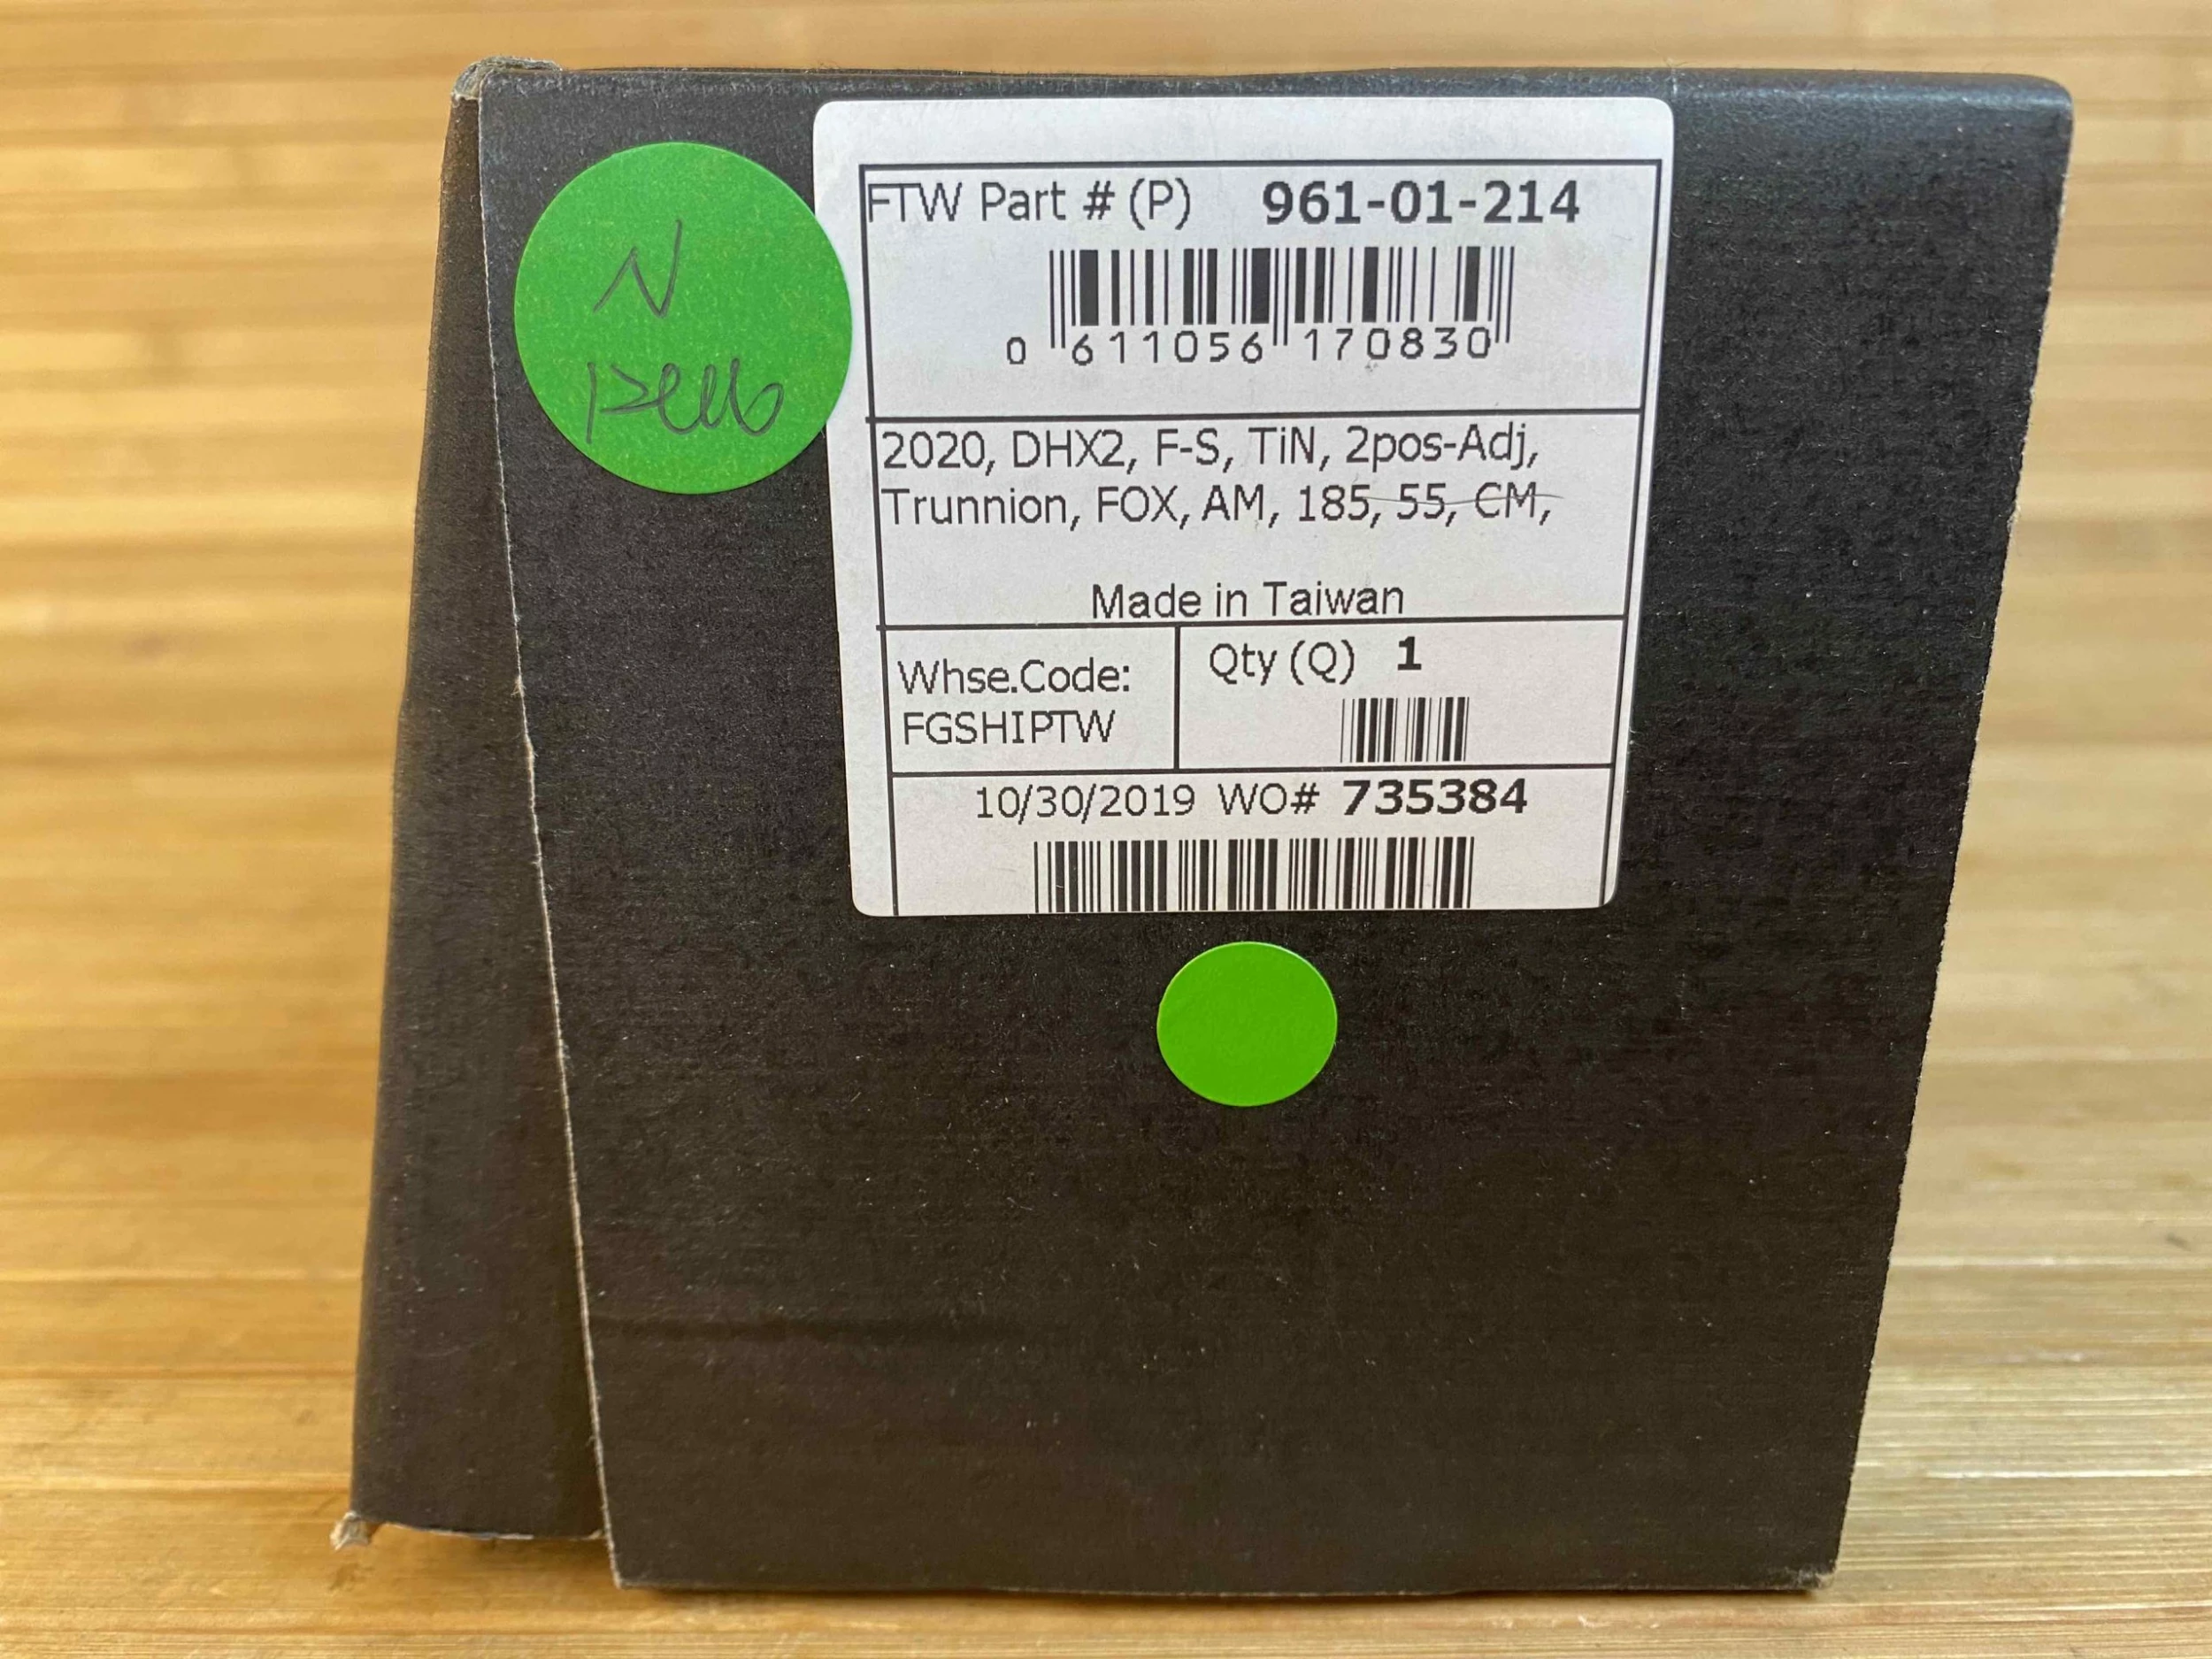 N
FTW Part # (P) 961-01-214
0 611056 170830
2020, DHX2, F-S, TiN, 2pos-Adj,
Trunnion, FOX, AM, 185, 55, CM,
Made in Taiwan
Whse.Code:
FGSHIPTW
Qty (Q) 1
10/30/2019 WO# 735384